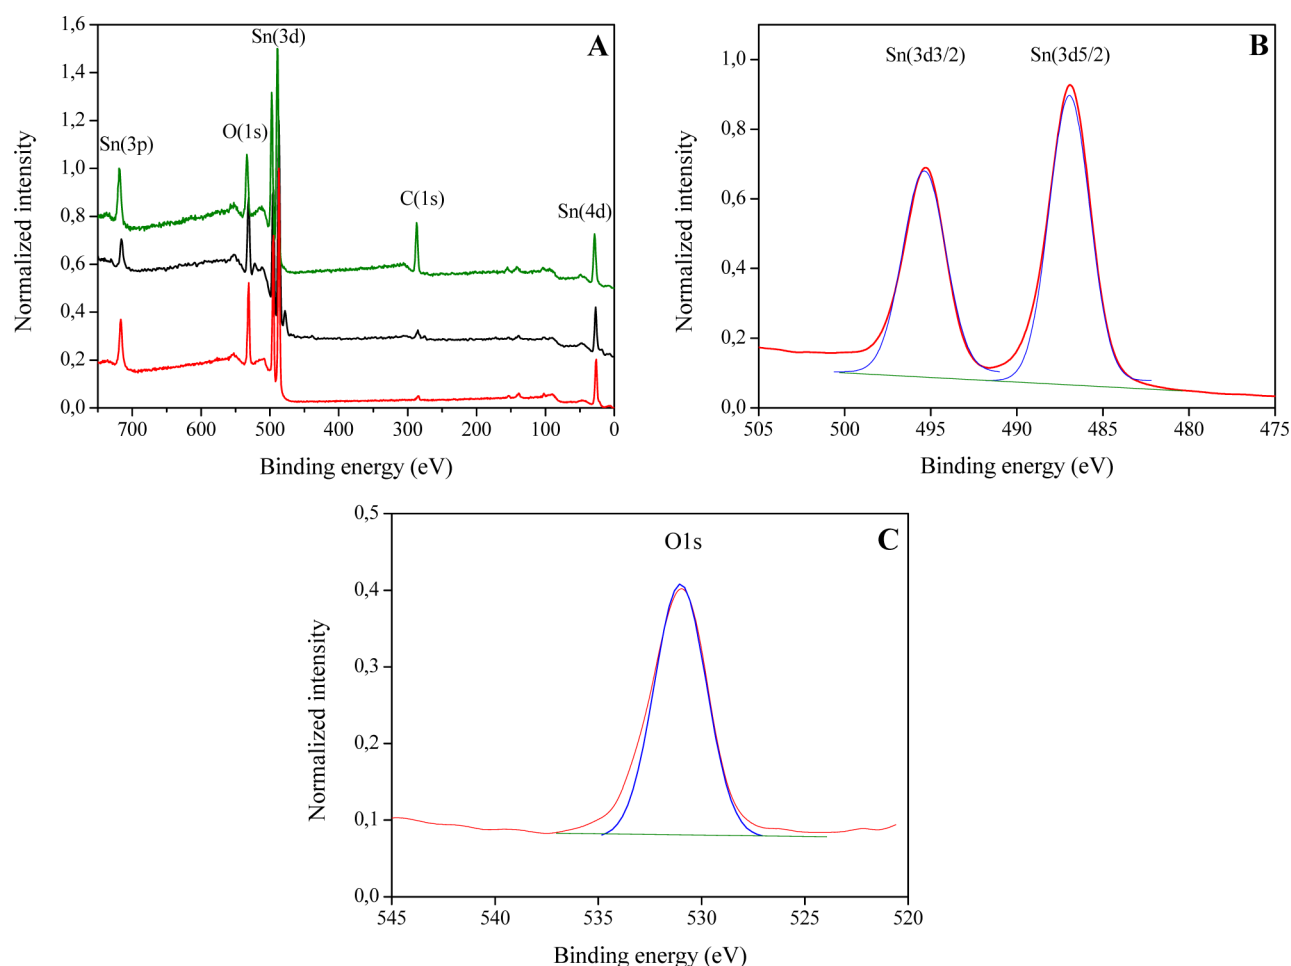 A
Sn(3d)
O(1s)
Sn(3p)
C(1s)
Sn(4d)
1,6
1,4
1,2
1,0
0,8
0,6
0,4
0,2
0,0
700 600 500 400 300 200 100 0
Normalized intensity
Binding energy (eV)
B
Sn(3d3/2) Sn(3d5/2)
1,0
0,8
0,6
0,4
0,2
0,0
505 500 495 490 485 480 475
Normalized intensity
Binding energy (eV)
C
O1s
0,5
0,4
0,3
0,2
0,1
0,0
545 540 535 530 525 520
Normalized intensity
Binding energy (eV)